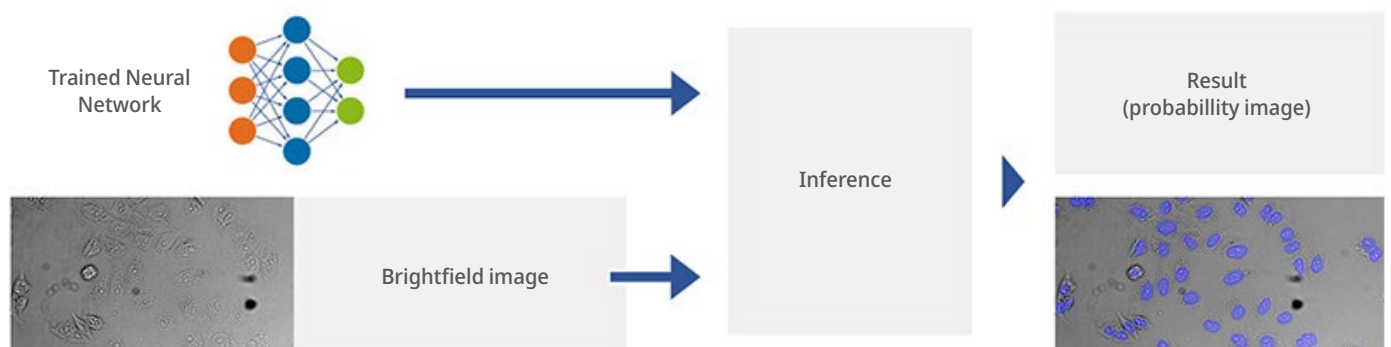 Trained Neural
Network
Brightfield image
Inference
Result
(probabillity image)